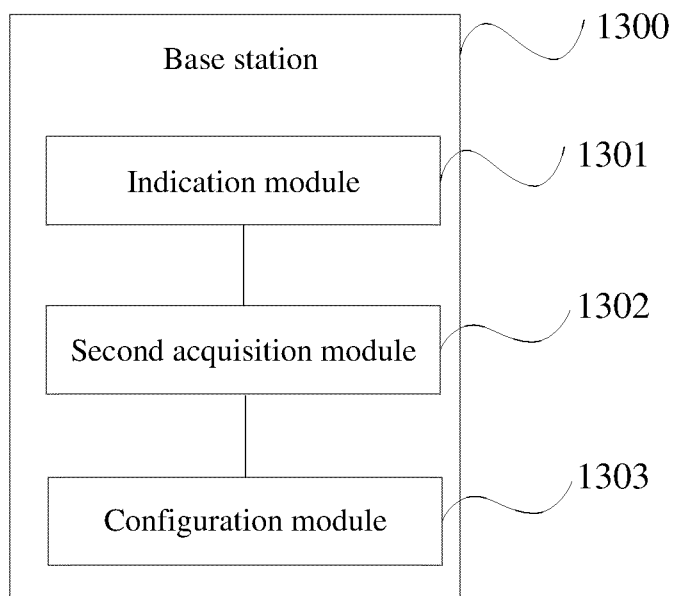 1300
Base station
1301
Indication module
1302
Second acquisition module
1303
Configuration module